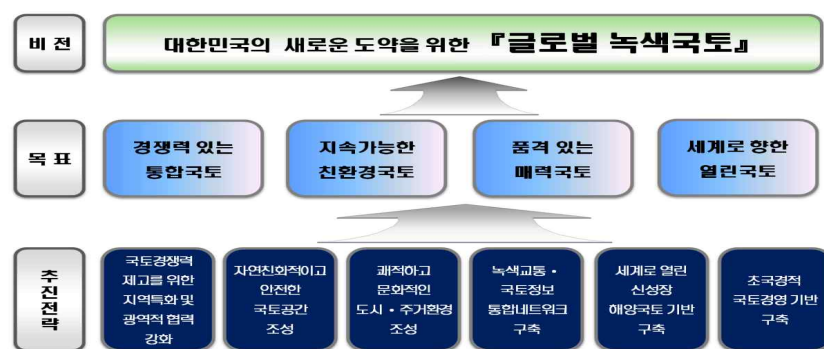 비 전
대한민국의 새로운 도약을 위한 『글로벌 녹색국토』
목 표
경쟁력 있는
통합국토
지속가능한
친환경국토
품격 있는
매력국토
세계로 향한
열린국토
추진전략
국토경쟁력
제고를 위한
지역특화 및
광역적 협력
강화
자연친화적이고
안전한
국토공간
조성
쾌적하고
문화적인
도시・주거환경
조성
녹색교통・
국토정보
통합네트워크
구축
세계로 열린
신성장
해양국토 기반
구축
초국경적
국토경영 기반
구축